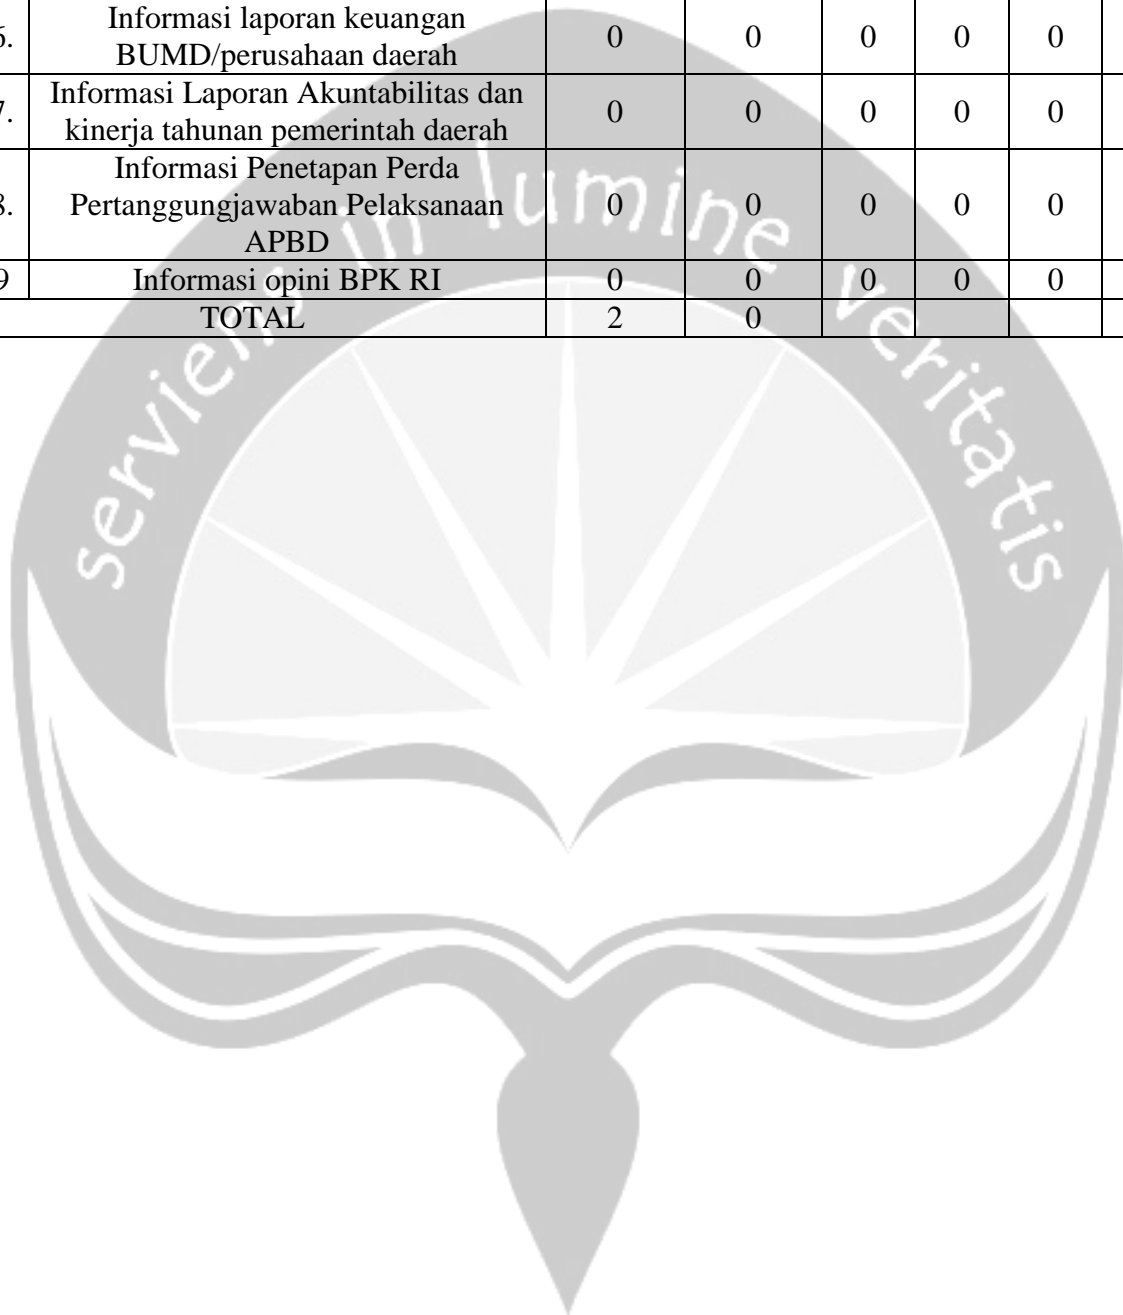 6. Informasi laporan keuangan
BUMD/perusahaan daerah 0 0 0 0 0
7. Informasi Laporan Akuntabilitas dan
kinerja tahunan pemerintah daerah 0 0 0 0 0
8. Informasi Penetapan Perda
Pertanggungjawaban Pelaksanaan
APBD 0 0 0 0 0
9 Informasi opini BPK RI 0 0 0 0 0
TOTAL 2 0
serviens in lumine veritatis